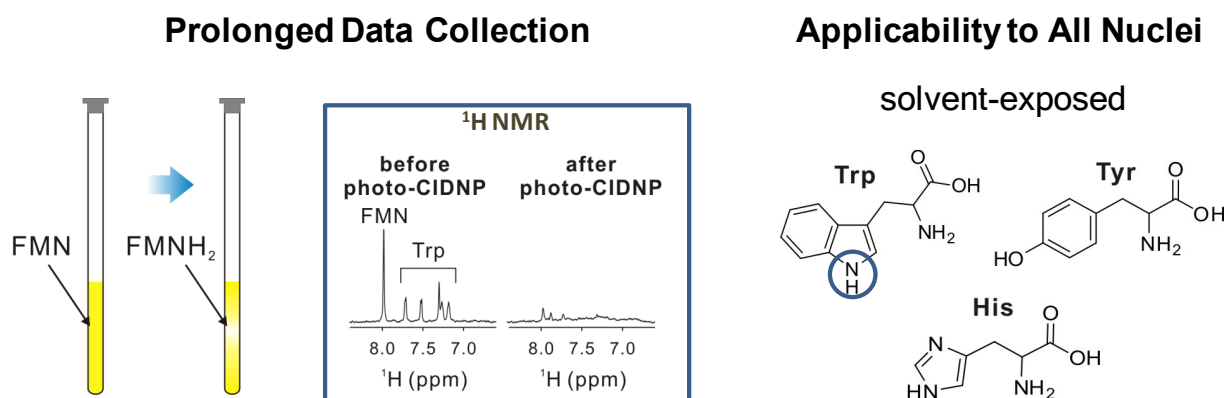 Prolonged Data Collection
FMN
FMNH₂
¹H NMR
before
photo-CIDNP
after
photo-CIDNP
FMN
Trp
8.0 7.5 7.0
¹H (ppm)
8.0 7.5 7.0
¹H (ppm)
Applicability to All Nuclei
solvent-exposed
Trp
O
OH
NH₂
N
H
Tyr
O
OH
NH₂
HO
His
O
OH
N
HN
NH₂